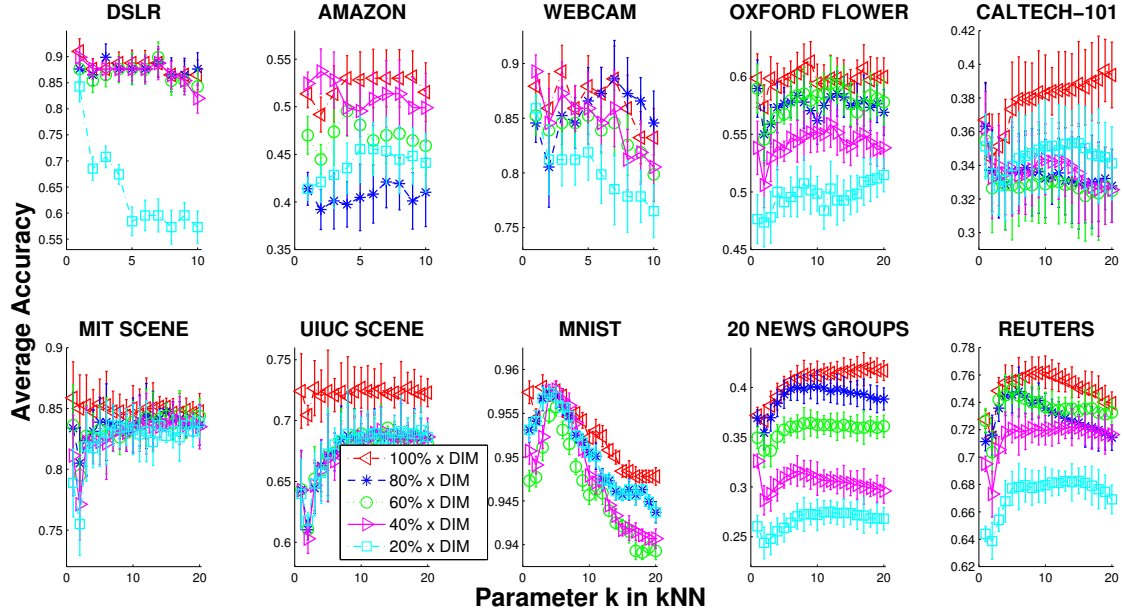 DSLR AMAZON WEBCAM OXFORD FLOWER CALTECH−101
0.9 0.85 0.8 0.75 0.7 0.65 0.6 0.55
0 5 10
0.6 0.55 0.5 0.45 0.4 0.35
0 5 10
0.9 0.85 0.8 0.75
0 5 10
0.6 0.55 0.5 0.45
0 10 20
0.42 0.4 0.38 0.36 0.34 0.32 0.3
0 10 20
Average Accuracy
MIT SCENE UIUC SCENE MNIST 20 NEWS GROUPS REUTERS
0.9 0.85 0.8 0.75
0 10 20
0.75 0.7 0.65 0.6
0 10 20
0.96 0.955 0.95 0.945 0.94
0 10 20
0.4 0.35 0.3 0.25
0 10 20
0.78 0.76 0.74 0.72 0.7 0.68 0.66 0.64 0.62
0 10 20
100% x DIM
80% x DIM
60% x DIM
40% x DIM
20% x DIM
Parameter k in kNN